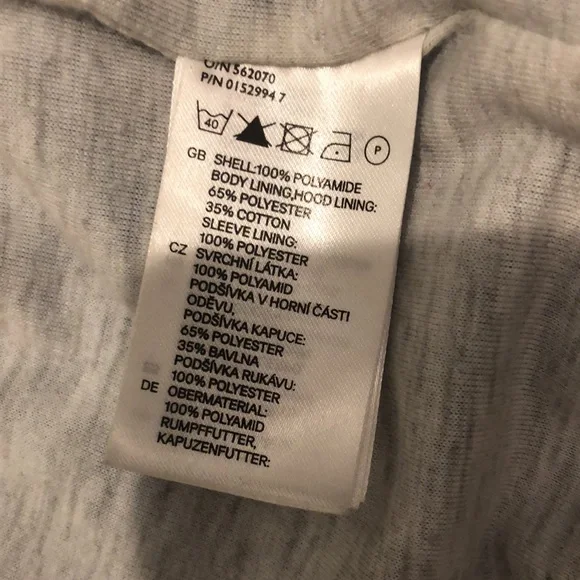 O/N 562070
P/N 0152994 7
40
P
GB SHELL:100% POLYAMIDE
BODY LINING,HOOD LINING:
65% POLYESTER
35% COTTON
SLEEVE LINING:
100% POLYESTER
CZ SVRCHNÍ LÁTKA:
100% POLYAMID
PODŠÍVKA V HORNÍ ČÁSTI
ODĚVU,
PODŠÍVKA KAPUCE:
65% POLYESTER
35% BAVLNA
PODŠÍVKA RUKÁVU:
100% POLYESTER
DE OBERMATERIAL:
100% POLYAMID
RUMPFFUTTER,
KAPUZENFUTTER: